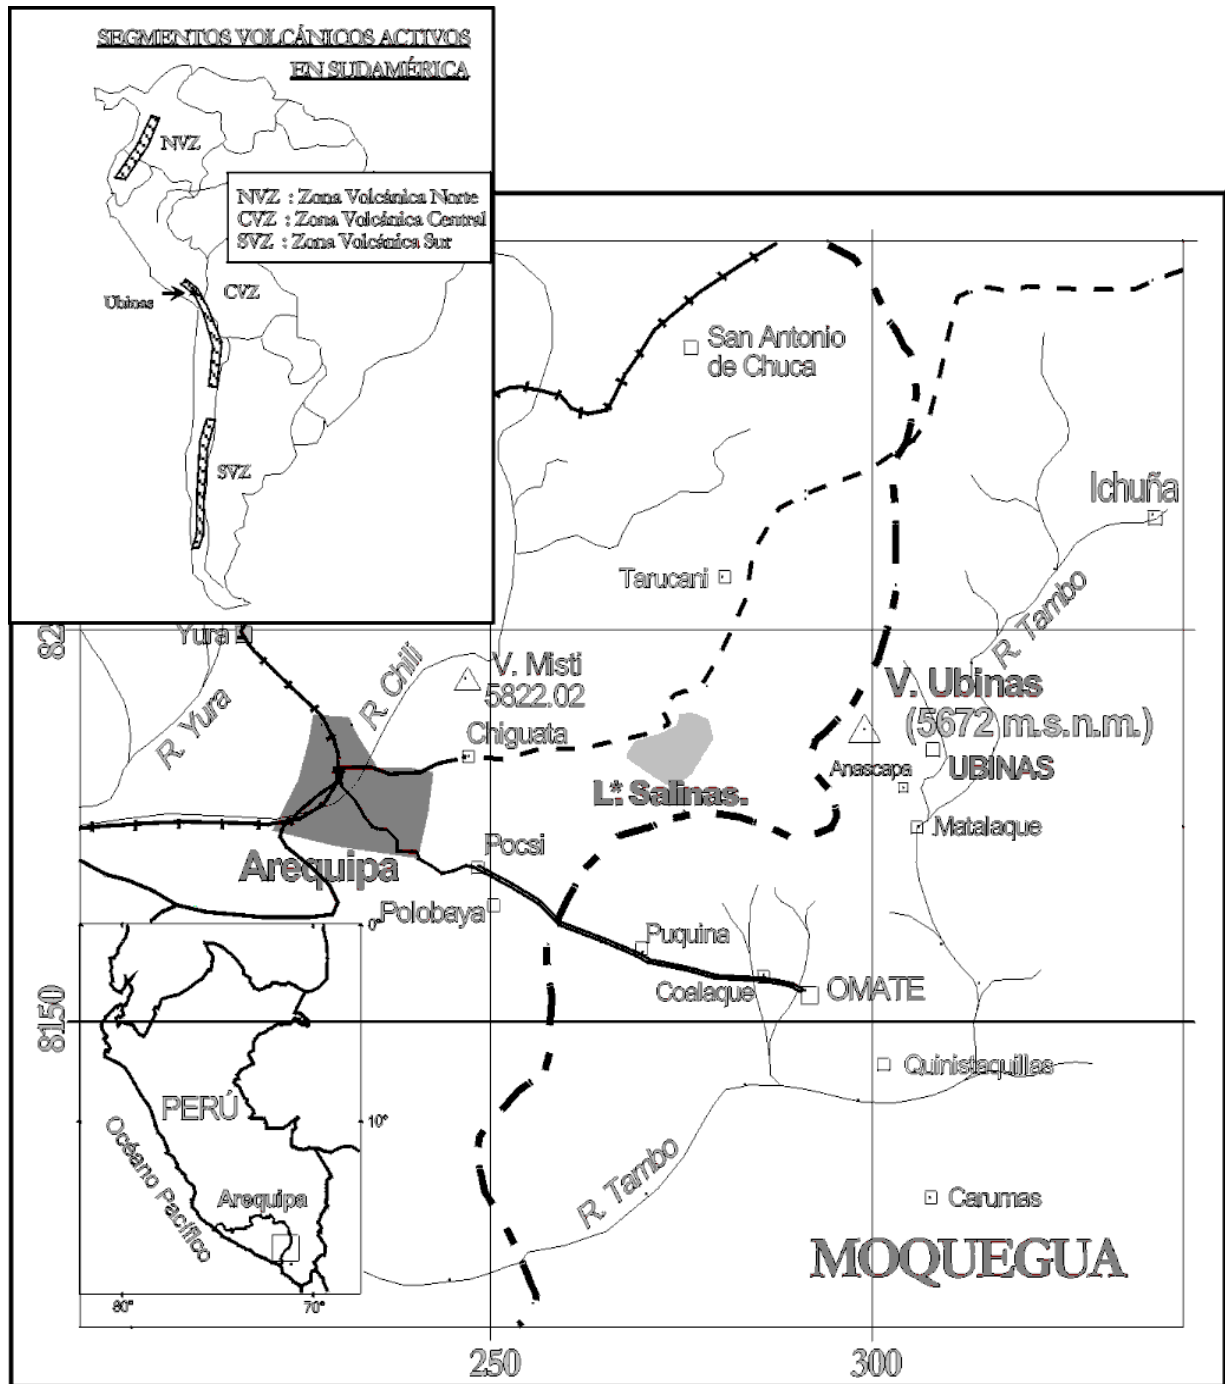 SEGMENTOS VOLCÁNICOS ACTIVOS
EN SUDAMÉRICA
NVZ
NVZ : Zona Volcánica Norte
CVZ : Zona Volcánica Central
SVZ : Zona Volcánica Sur
Ubinas
CVZ
SVZ
San Antonio
de Chuca
Ichuña
Tarucani
R. Tambo
82
Yura
R. Yura
R. Chili
V. Misti
5822.02
Chiguata
V. Ubinas
(5672 m.s.n.m.)
Anascapa
UBINAS
L* Salinas.
Matalaque
Arequipa
Pocsi
Polobaya
Puquina
Coalaque
OMATE
8150
Quinistaquillas
R. Tambo
Carumas
MOQUEGUA
0°
PERÚ
10°
Océano Pacífico
Arequipa
80°
70°
250
300